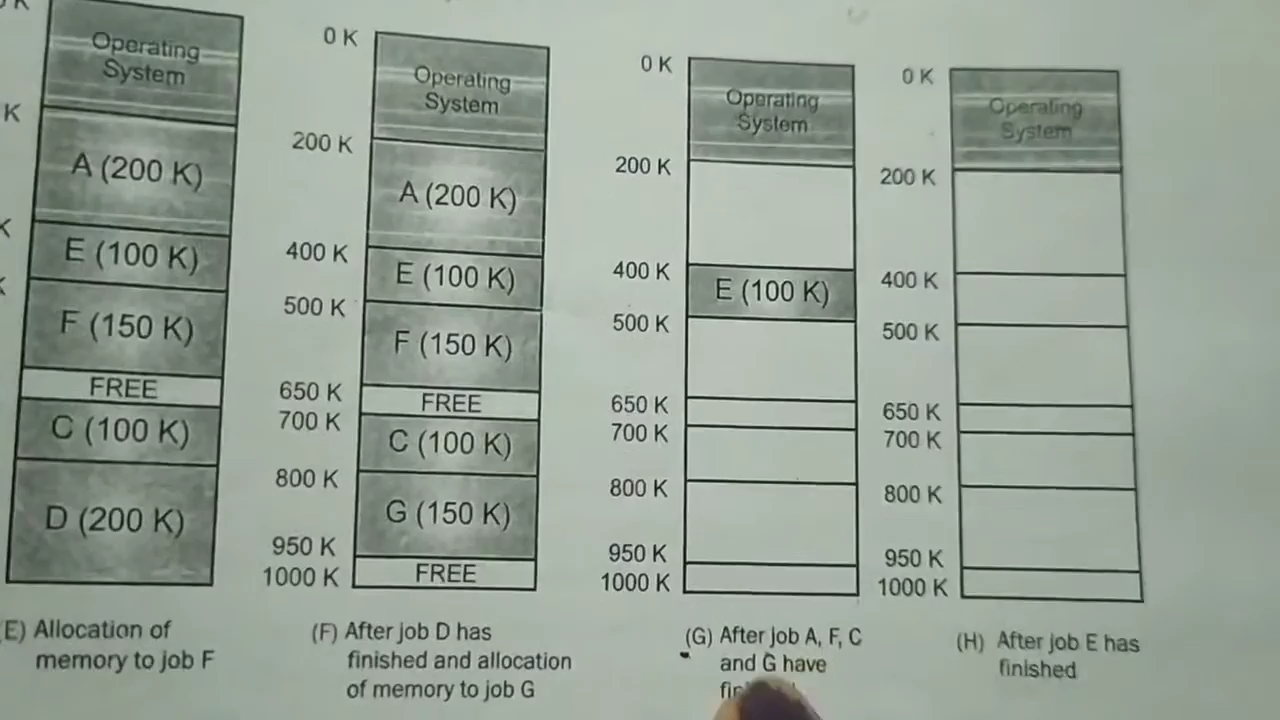 K
Operating
System
K
A (200 K)
K
E (100 K)
K
F (150 K)
FREE
C (100 K)
D (200 K)
(E) Allocation of
memory to job F
0 K
Operating
System
200 K
A (200 K)
400 K
E (100 K)
500 K
F (150 K)
650 K
FREE
700 K
C (100 K)
800 K
G (150 K)
950 K
FREE
1000 K
(F) After job D has
finished and allocation
of memory to job G
0 K
Operating
System
200 K
400 K
E (100 K)
500 K
650 K
700 K
800 K
950 K
1000 K
(G) After job A, F, C
and G have
0 K
Operating
System
200 K
400 K
500 K
650 K
700 K
800 K
950 K
1000 K
(H) After job E has
finished